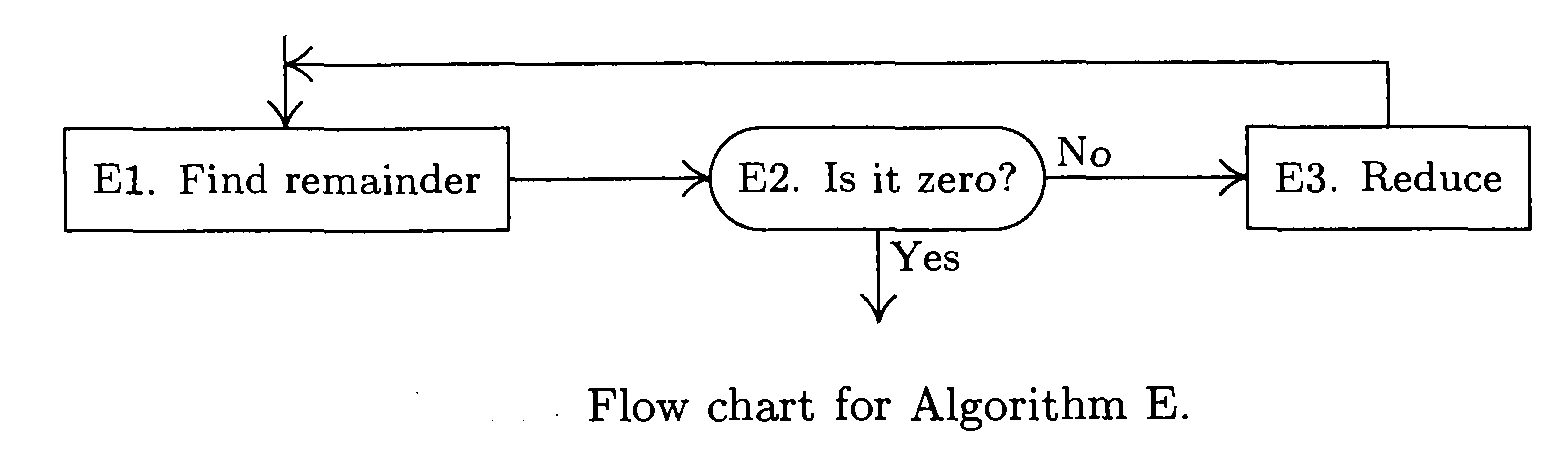 E1. Find remainder
E2. Is it zero?
No
E3. Reduce
Yes
Flow chart for Algorithm E.